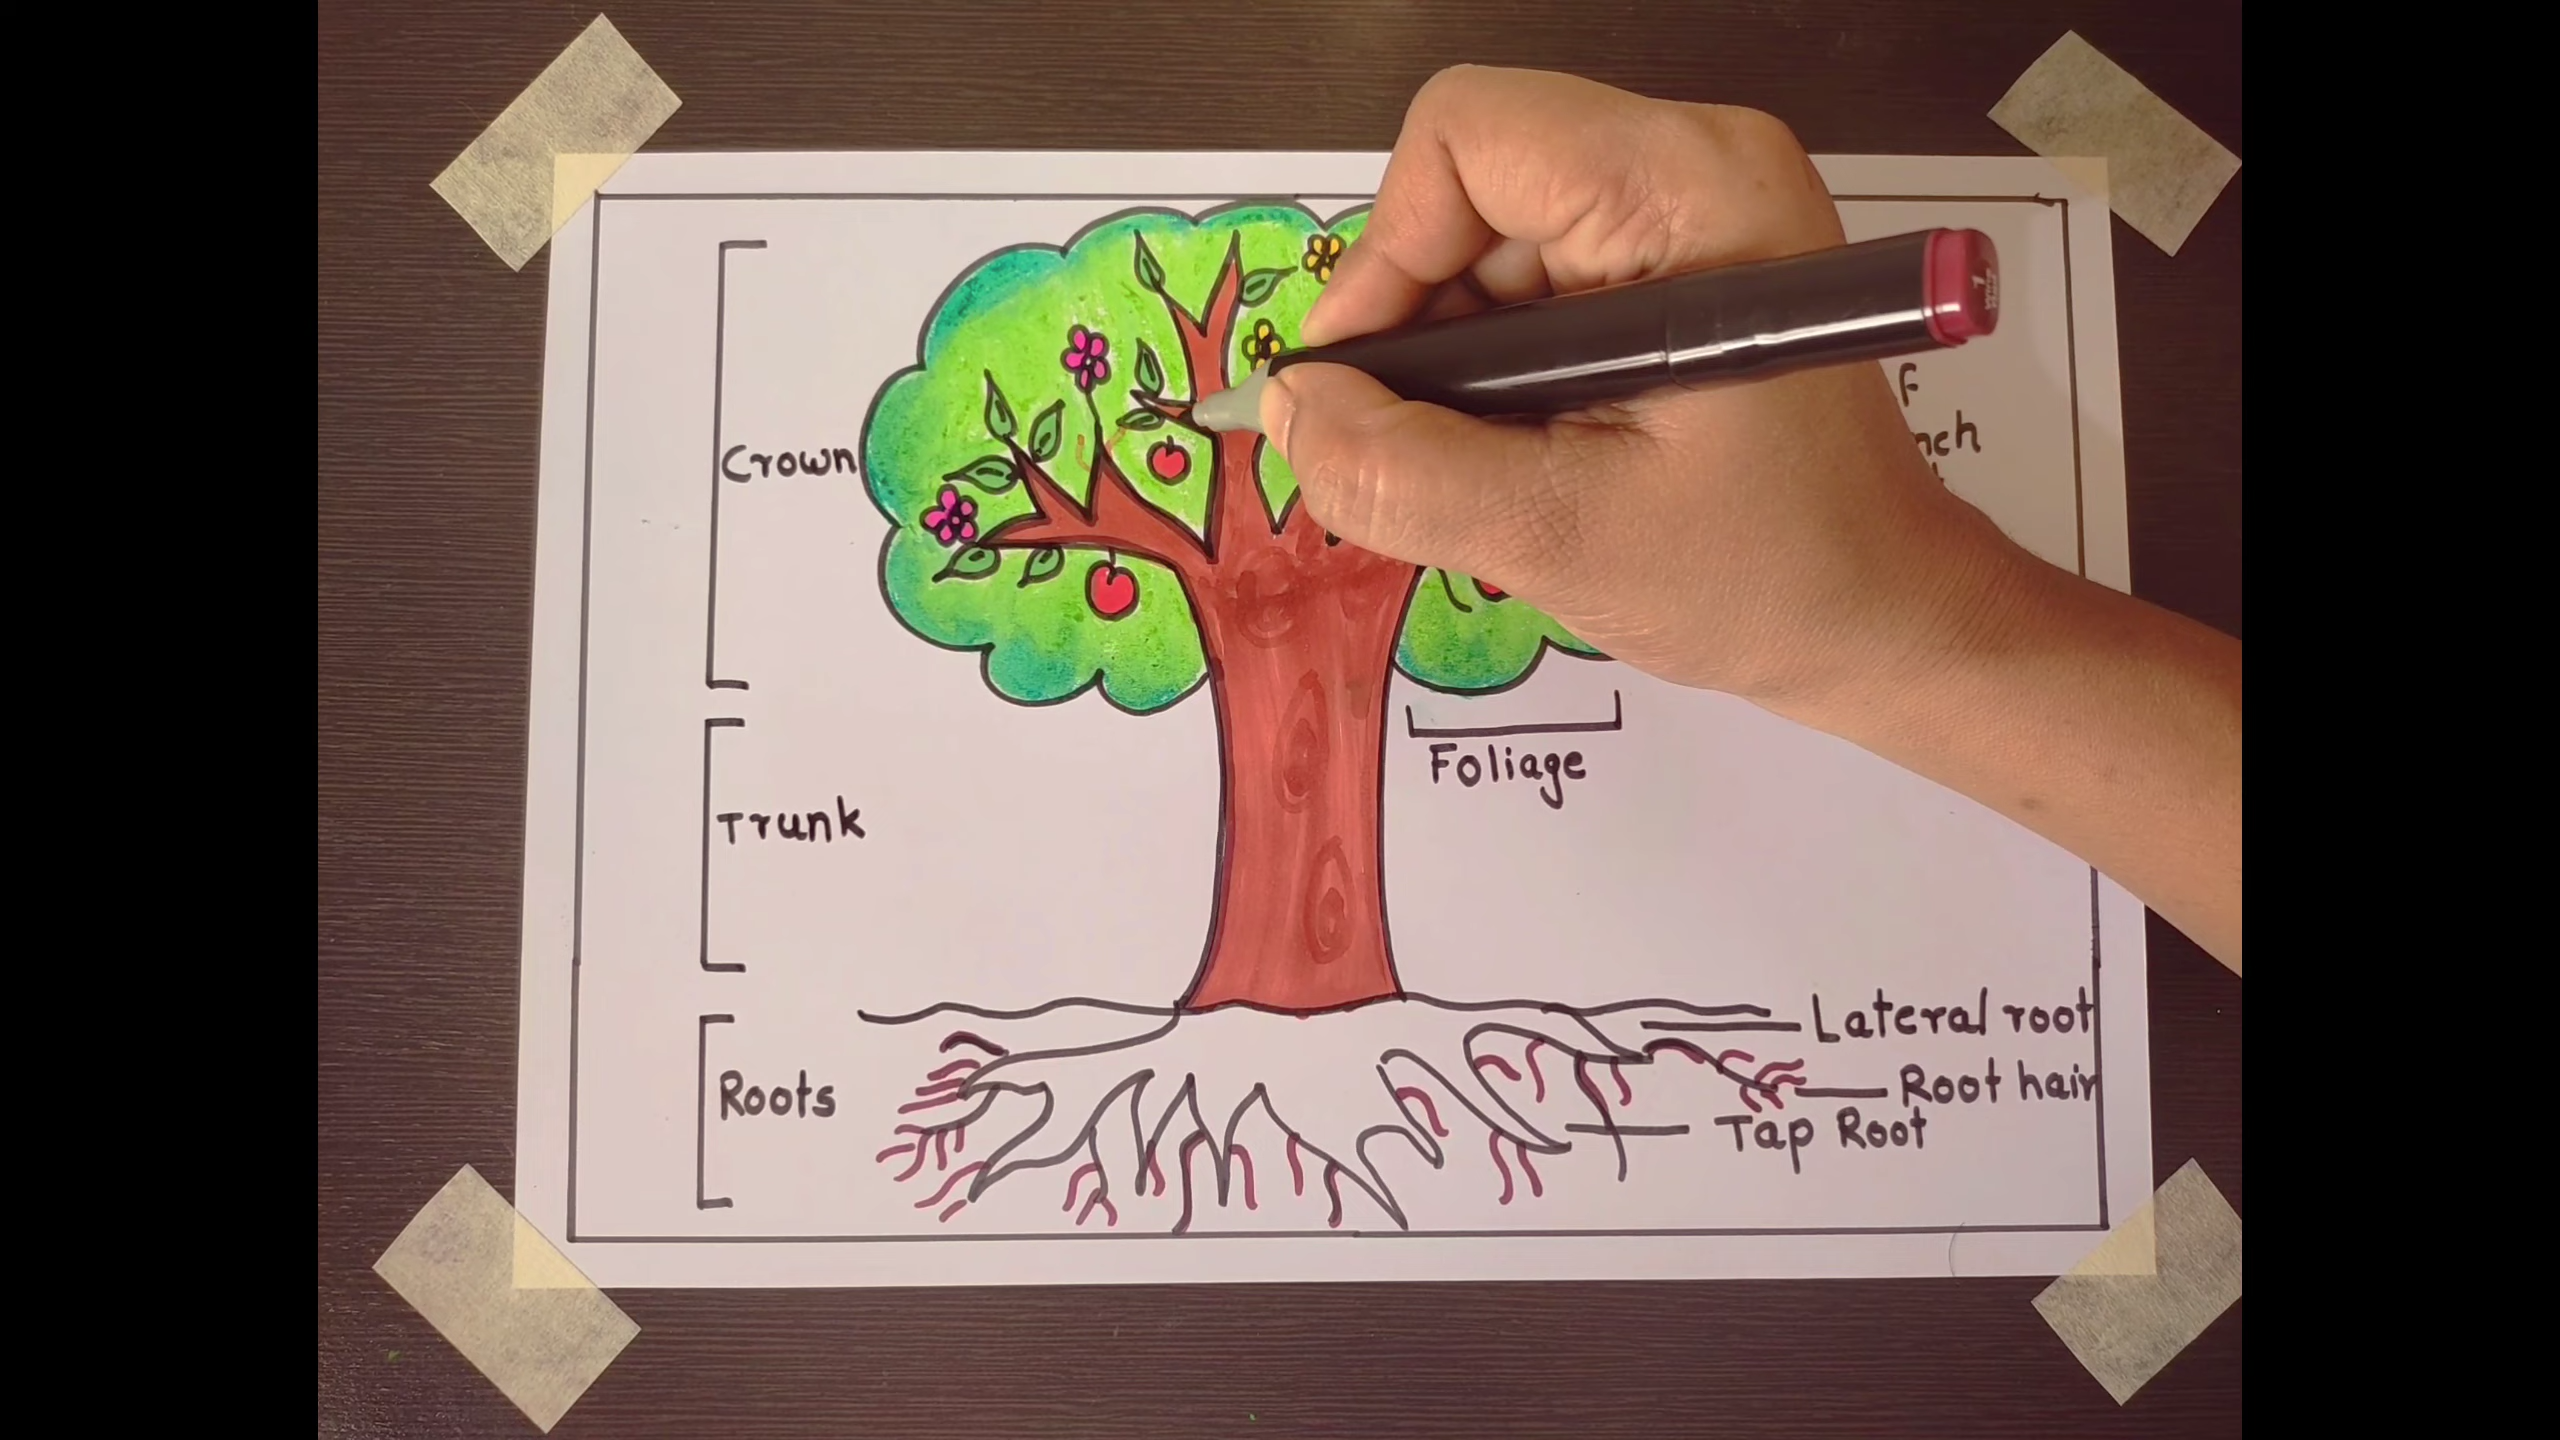 Crown
Trunk
Foliage
Roots
Lateral root
Root hair
Tap Root